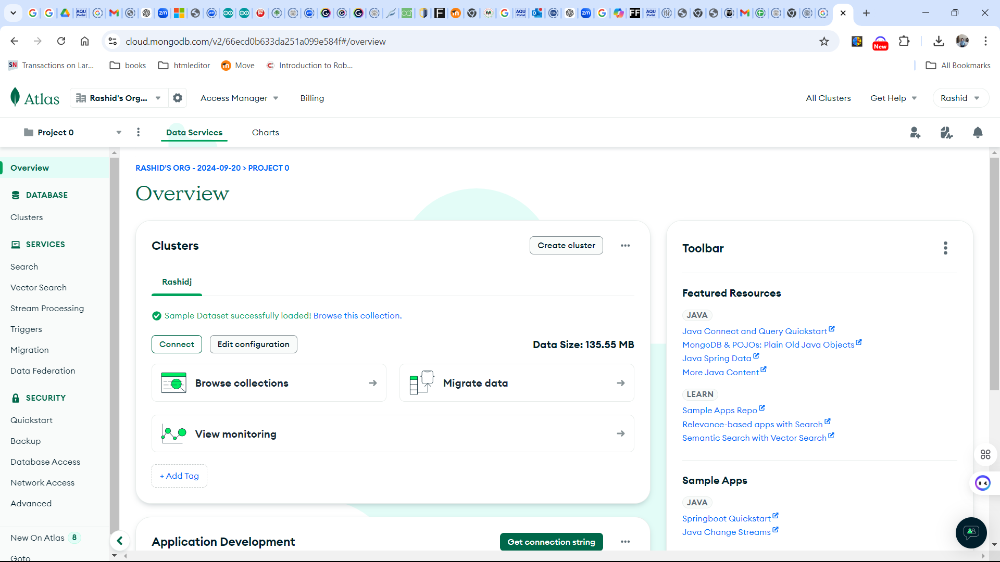 cloud.mongodb.com/v2/66ecd0b633da251a099e584f#/overview
New
Transactions on Lar...
books
htmleditor
Move
Introduction to Rob...
All Bookmarks
Atlas
Rashid's Org...
Access Manager
Billing
All Clusters
Get Help
Rashid
Project 0
Data Services
Charts
Overview
DATABASE
Clusters
SERVICES
Search
Vector Search
Stream Processing
Triggers
Migration
Data Federation
SECURITY
Quickstart
Backup
Database Access
Network Access
Advanced
New On Atlas 8
Goto
RASHID'S ORG - 2024-09-20 > PROJECT 0
Overview
Clusters
Create cluster
Rashidj
Sample Dataset successfully loaded! Browse this collection.
Connect
Edit configuration
Data Size: 135.55 MB
Browse collections
Migrate data
View monitoring
+ Add Tag
Application Development
Get connection string
Toolbar
Featured Resources
JAVA
Java Connect and Query Quickstart
MongoDB & POJOs: Plain Old Java Objects
Java Spring Data
More Java Content
LEARN
Sample Apps Repo
Relevance-based apps with Search
Semantic Search with Vector Search
Sample Apps
JAVA
Springboot Quickstart
Java Change Streams